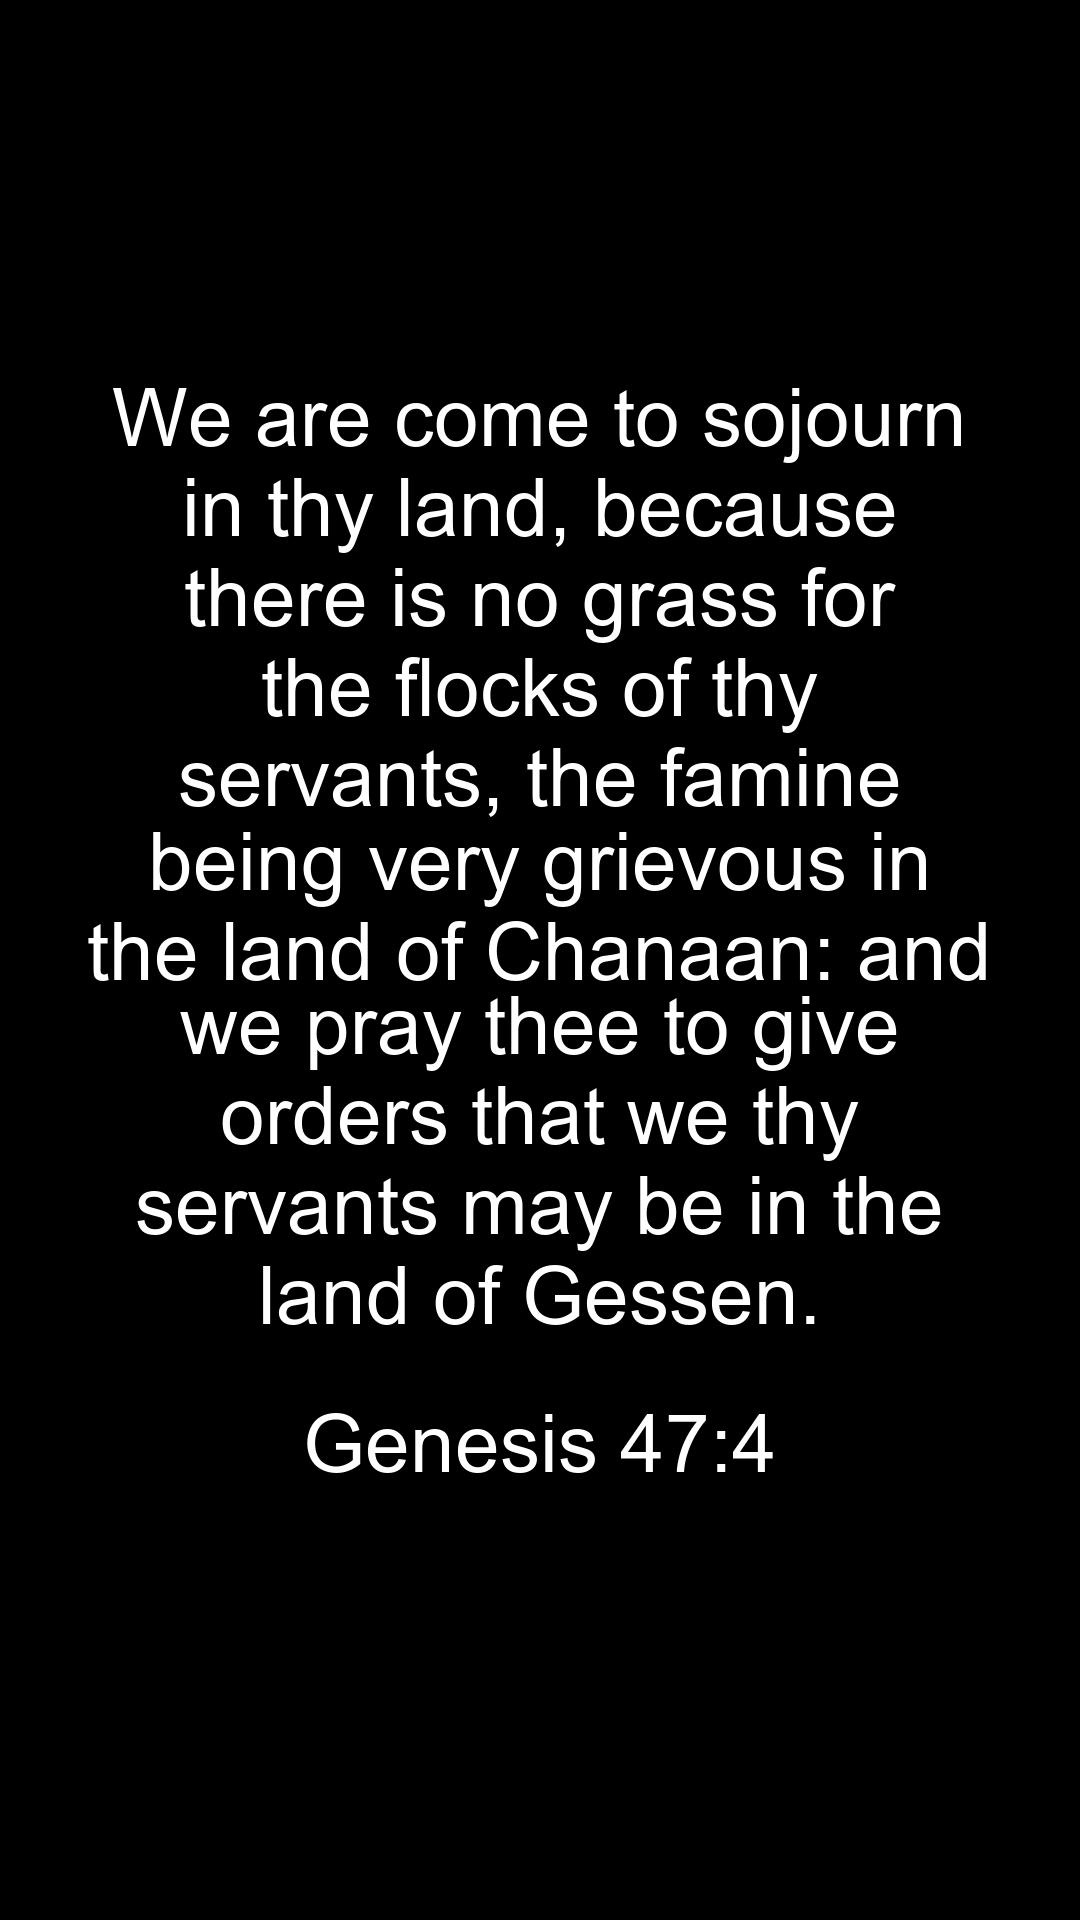 We are come to sojourn
in thy land, because
there is no grass for
the flocks of thy
servants, the famine
being very grievous in
the land of Chanaan: and
we pray thee to give
orders that we thy
servants may be in the
land of Gessen.
Genesis 47:4